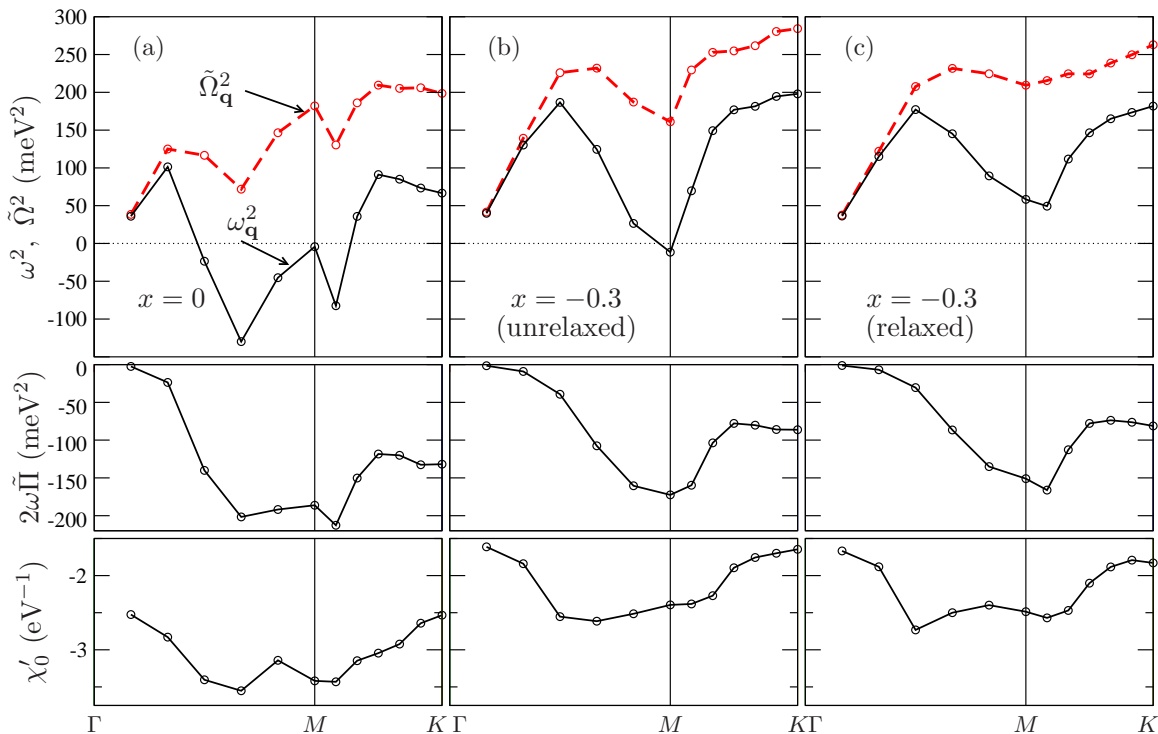 ω², Ω̃² (meV²)
300
250
200
150
100
50
0
-50
-100
(a)
Ω̃²_q
ω²_q
x = 0
(b)
x = −0.3
(unrelaxed)
(c)
x = −0.3
(relaxed)
2ωΠ̃ (meV²)
0
-50
-100
-150
-200
χ′₀ (eV⁻¹)
-2
-3
Γ M K Γ M K Γ M K